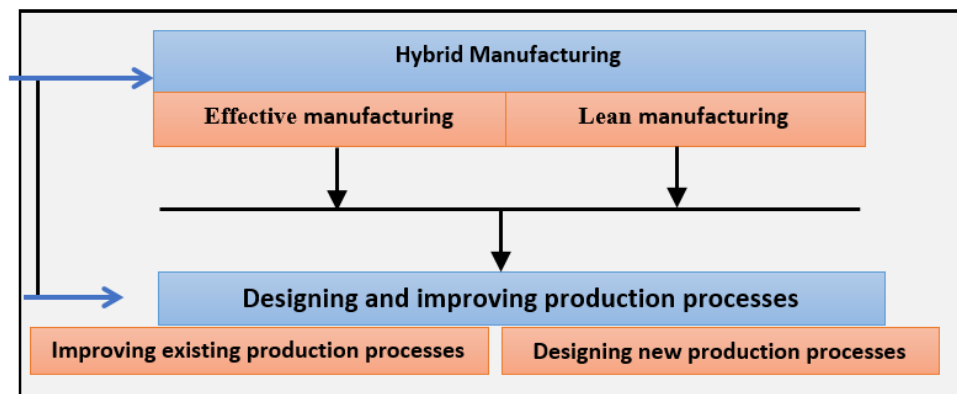 Hybrid Manufacturing
Effective manufacturing
Lean manufacturing
Designing and improving production processes
Improving existing production processes
Designing new production processes